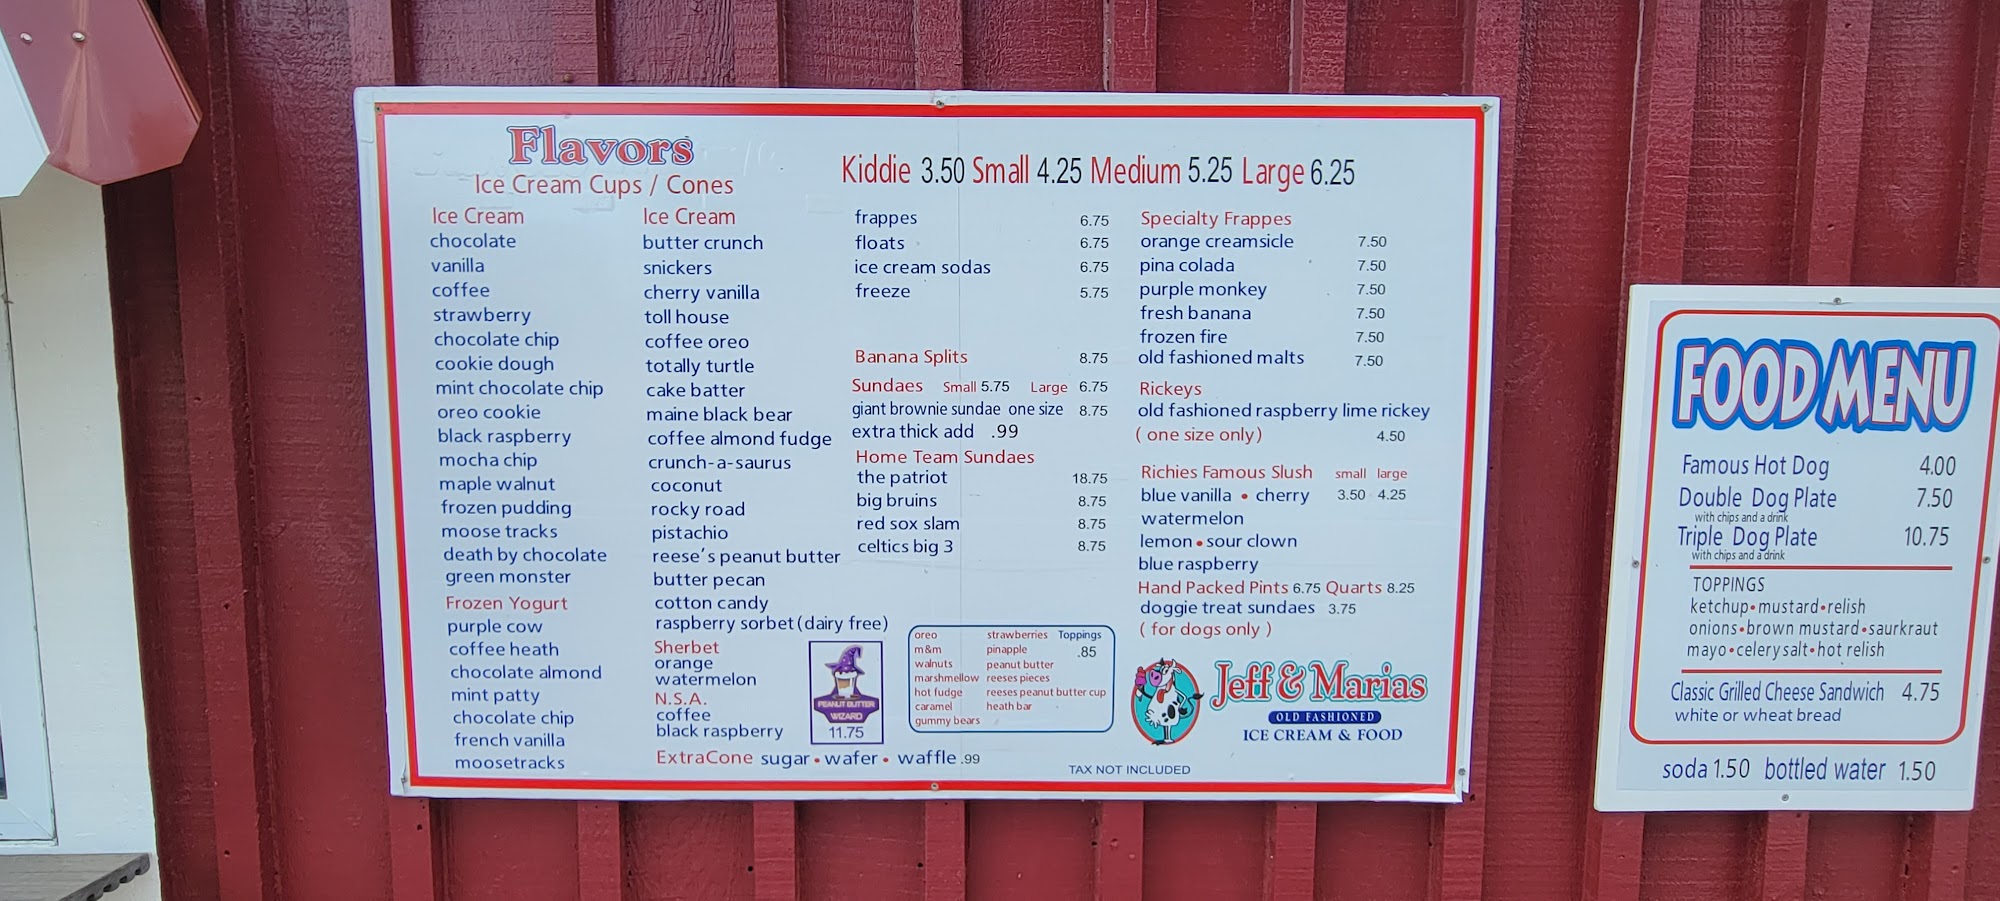 Flavors
Ice Cream Cups / Cones
Kiddie 3.50 Small 4.25 Medium 5.25 Large 6.25
Ice Cream
chocolate
vanilla
coffee
strawberry
chocolate chip
cookie dough
mint chocolate chip
oreo cookie
black raspberry
mocha chip
maple walnut
frozen pudding
moose tracks
death by chocolate
green monster
Frozen Yogurt
purple cow
coffee heath
chocolate almond
mint patty
chocolate chip
french vanilla
moosetracks
Ice Cream
butter crunch
snickers
cherry vanilla
toll house
coffee oreo
totally turtle
cake batter
maine black bear
coffee almond fudge
crunch-a-saurus
coconut
rocky road
pistachio
reese's peanut butter
butter pecan
cotton candy
raspberry sorbet (dairy free)
Sherbet
orange
watermelon
N.S.A.
coffee
black raspberry
PEANUT BUTTER
WIZARD
11.75
ExtraCone sugar • wafer • waffle .99
frappes 6.75
floats 6.75
ice cream sodas 6.75
freeze 5.75
Banana Splits 8.75
Sundaes Small 5.75 Large 6.75
giant brownie sundae one size 8.75
extra thick add .99
Home Team Sundaes
the patriot 18.75
big bruins 8.75
red sox slam 8.75
celtics big 3 8.75
oreo strawberries Toppings
m&m pinapple .85
walnuts peanut butter
marshmellow reeses pieces
hot fudge reeses peanut butter cup
caramel heath bar
gummy bears
Specialty Frappes
orange creamsicle 7.50
pina colada 7.50
purple monkey 7.50
fresh banana 7.50
frozen fire 7.50
old fashioned malts 7.50
Rickeys
old fashioned raspberry lime rickey
( one size only) 4.50
Richies Famous Slush small large
blue vanilla • cherry 3.50 4.25
watermelon
lemon • sour clown
blue raspberry
Hand Packed Pints 6.75 Quarts 8.25
doggie treat sundaes 3.75
( for dogs only )
Jeff & Marias
OLD FASHIONED
ICE CREAM & FOOD
TAX NOT INCLUDED
FOOD MENU
Famous Hot Dog 4.00
Double Dog Plate 7.50
with chips and a drink
Triple Dog Plate 10.75
with chips and a drink
TOPPINGS
ketchup•mustard•relish
onions•brown mustard•saurkraut
mayo•celery salt•hot relish
Classic Grilled Cheese Sandwich 4.75
white or wheat bread
soda 1.50 bottled water 1.50